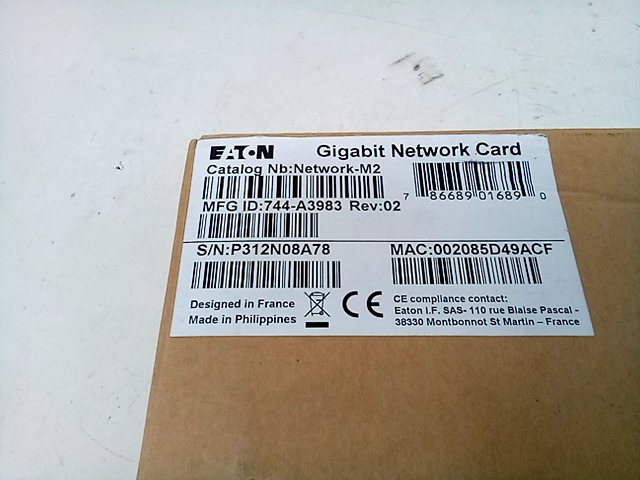 EATON Gigabit Network Card
Catalog Nb:Network-M2
7 86689 01689 0
MFG ID:744-A3983 Rev:02
S/N:P312N08A78 MAC:002085D49ACF
Designed in France
Made in Philippines
CE
CE compliance contact:
Eaton I.F. SAS- 110 rue Blaise Pascal -
38330 Montbonnot St Martin – France